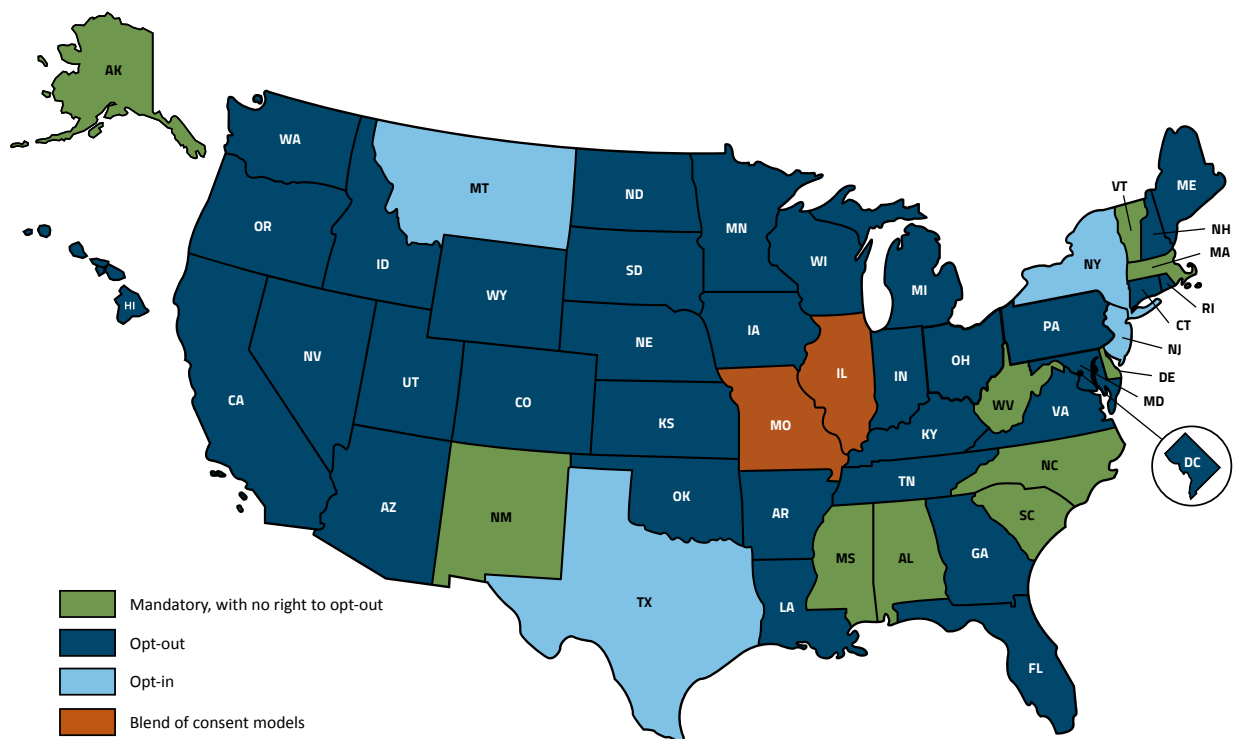 AK
WA
MT
ND
MN
VT
ME
OR
ID
NH
MA
WI
NY
SD
MI
WY
HI
RI
CT
PA
IA
NJ
NE
NV
OH
IL
IN
DE
UT
CO
MD
CA
WV
VA
KS
MO
KY
DC
NC
TN
OK
AZ
AR
SC
NM
GA
MS
AL
TX
LA
FL
Mandatory, with no right to opt-out
Opt-out
Opt-in
Blend of consent models